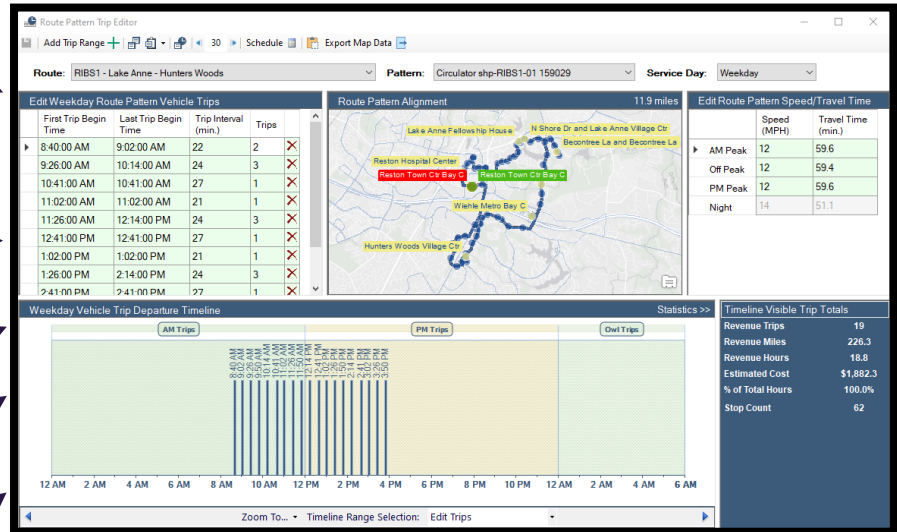 Route Pattern Trip Editor
Add Trip Range 30 Schedule Export Map Data
Route: RIBS1 - Lake Anne - Hunters Woods Pattern: Circulator shp-RIBS1-01 159029 Service Day: Weekday
Edit Weekday Route Pattern Vehicle Trips
First Trip Begin Time Last Trip Begin Time Trip Interval (min.) Trips
8:40:00 AM 9:02:00 AM 22 2
9:26:00 AM 10:14:00 AM 24 3
10:41:00 AM 10:41:00 AM 27 1
11:02:00 AM 11:02:00 AM 21 1
11:26:00 AM 12:14:00 PM 24 3
12:41:00 PM 12:41:00 PM 27 1
1:02:00 PM 1:02:00 PM 21 1
1:26:00 PM 2:14:00 PM 24 3
2:41:00 PM 2:41:00 PM 27 1
Route Pattern Alignment 11.9 miles
Lake Anne Fellowship House
N Shore Dr and Lake Anne Village Ctr
Becontree La and Becontree La
Reston Hospital Center
Reston Town Ctr Bay C
Reston Town Ctr Bay C
Wiehle Metro Bay C
Hunters Woods Village Ctr
Edit Route Pattern Speed/Travel Time
Speed (MPH) Travel Time (min.)
AM Peak 12 59.6
Off Peak 12 59.4
PM Peak 12 59.6
Night 14 51.1
Weekday Vehicle Trip Departure Timeline Statistics >>
AM Trips PM Trips Owl Trips
8:40 AM
9:02 AM
9:26 AM
9:50 AM
10:14 AM
10:41 AM
11:02 AM
11:26 AM
11:50 AM
12:14 PM
12:41 PM
1:02 PM
1:26 PM
1:50 PM
2:14 PM
2:41 PM
3:02 PM
3:26 PM
3:50 PM
12 AM 2 AM 4 AM 6 AM 8 AM 10 AM 12 PM 2 PM 4 PM 6 PM 8 PM 10 PM 12 AM 2 AM 4 AM 6 AM
Zoom To... Timeline Range Selection: Edit Trips
Timeline Visible Trip Totals
Revenue Trips 19
Revenue Miles 226.3
Revenue Hours 18.8
Estimated Cost $1,882.3
% of Total Hours 100.0%
Stop Count 62